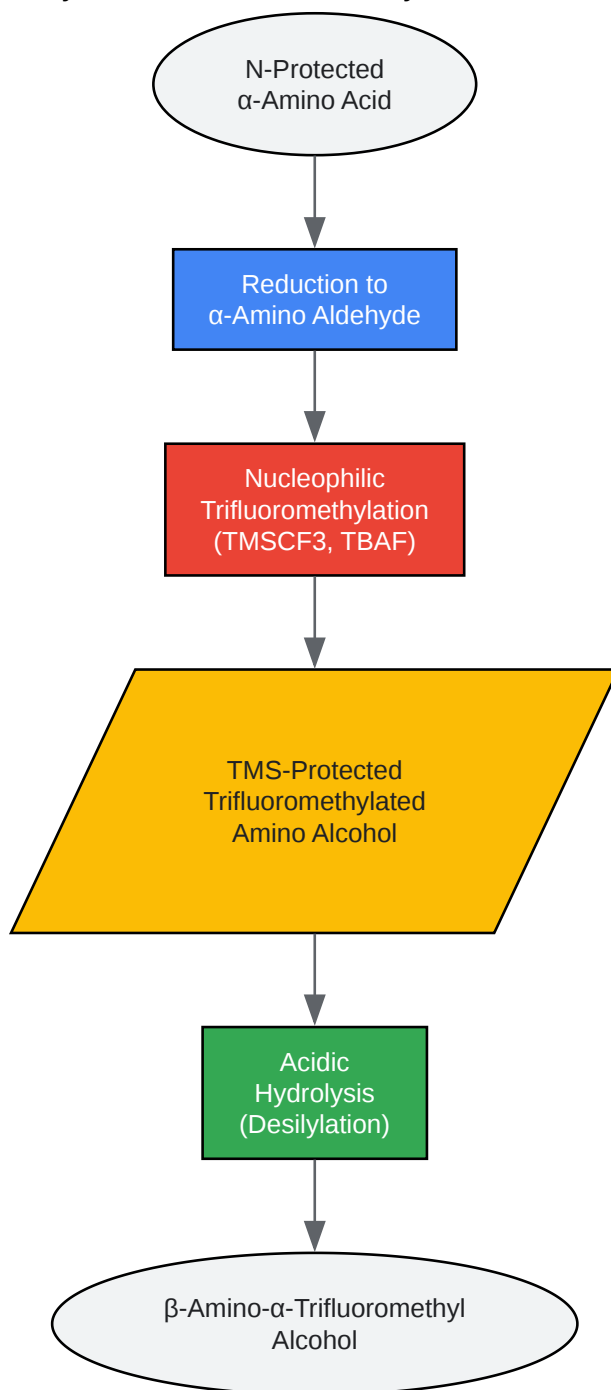 N-Protected
α-Amino Acid
Reduction to
α-Amino Aldehyde
Nucleophilic
Trifluoromethylation
(TMSCF3, TBAF)
TMS-Protected
Trifluoromethylated
Amino Alcohol
Acidic
Hydrolysis
(Desilylation)
β-Amino-α-Trifluoromethyl
Alcohol